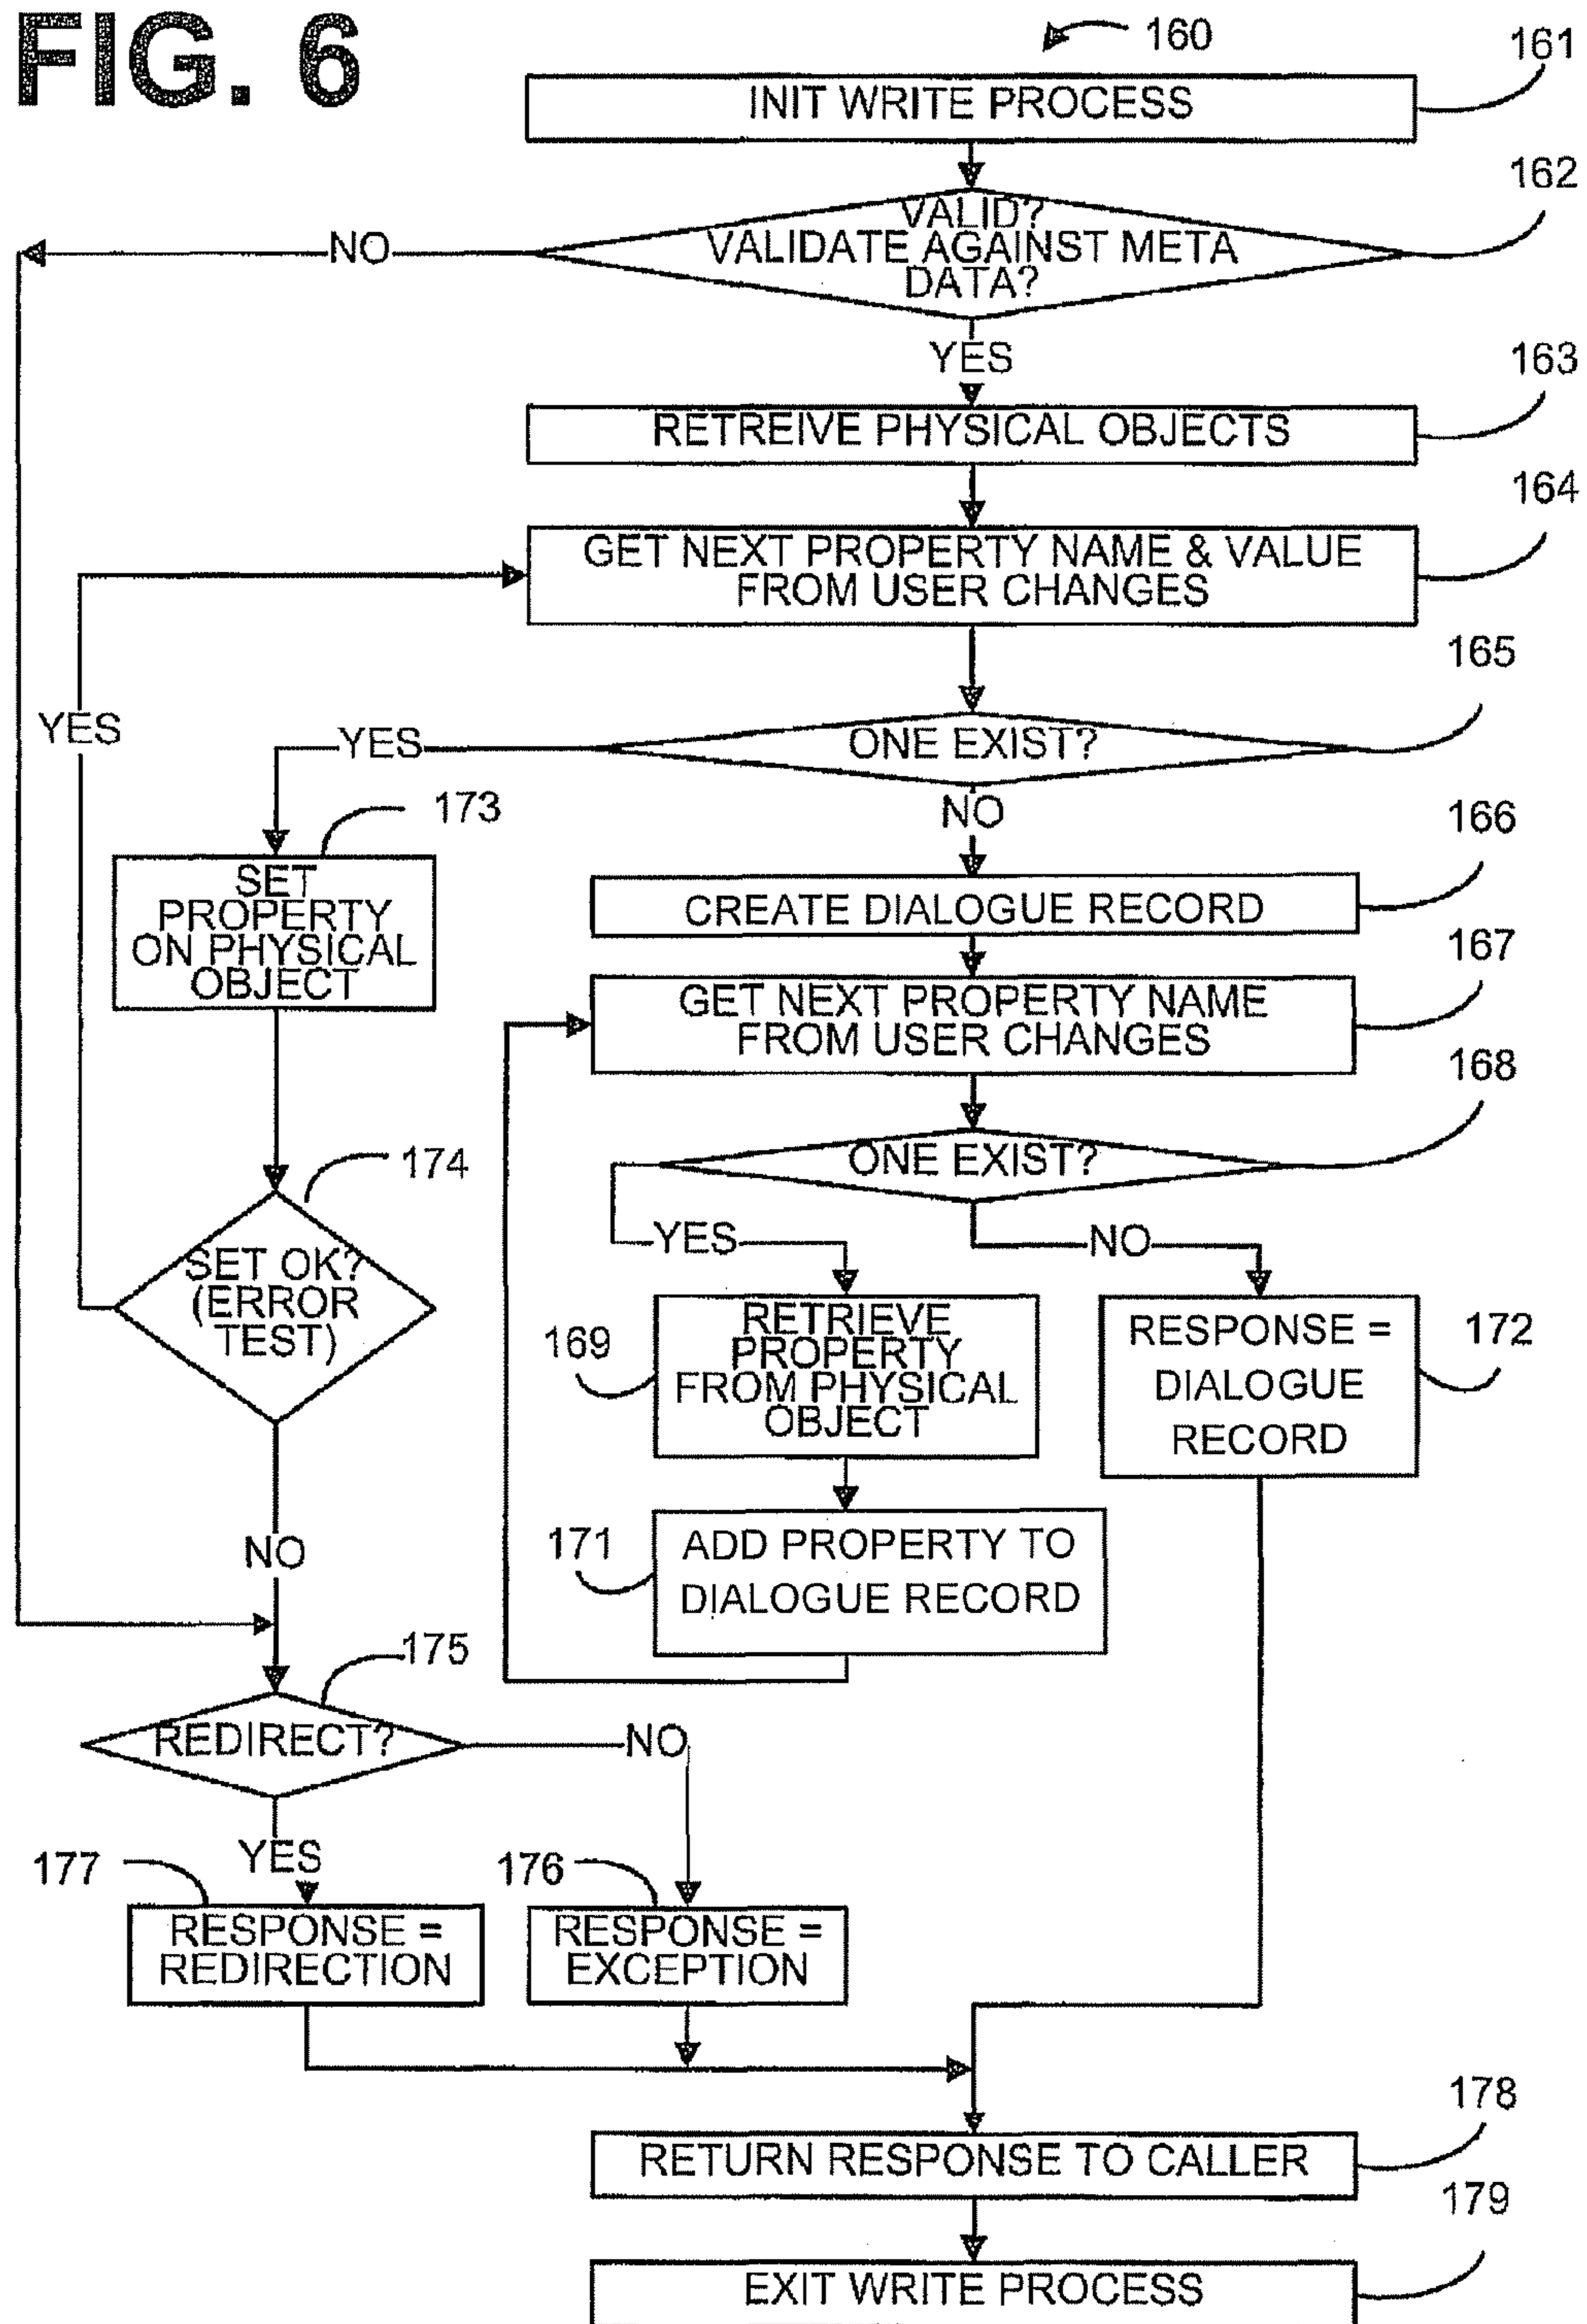 FIG. 6
160
161
INIT WRITE PROCESS
162
VALID?
VALIDATE AGAINST META
DATA?
NO
YES
163
RETREIVE PHYSICAL OBJECTS
164
GET NEXT PROPERTY NAME & VALUE
FROM USER CHANGES
165
YES
YES
ONE EXIST?
NO
173
166
SET
PROPERTY
ON PHYSICAL
OBJECT
CREATE DIALOGUE RECORD
167
GET NEXT PROPERTY NAME
FROM USER CHANGES
168
174
ONE EXIST?
YES
NO
SET OK?
(ERROR
TEST)
169
RETRIEVE
PROPERTY
FROM PHYSICAL
OBJECT
RESPONSE =
DIALOGUE
RECORD
172
NO
171
ADD PROPERTY TO
DIALOGUE RECORD
175
REDIRECT?
NO
YES
177
176
RESPONSE =
REDIRECTION
RESPONSE =
EXCEPTION
178
RETURN RESPONSE TO CALLER
179
EXIT WRITE PROCESS